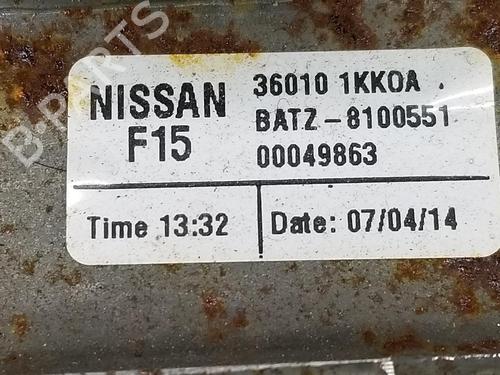 NISSAN
F15
36010 1KK0A .
BATZ-8100551
00049863
Time 13:32
Date: 07/04/14
B-PARTS